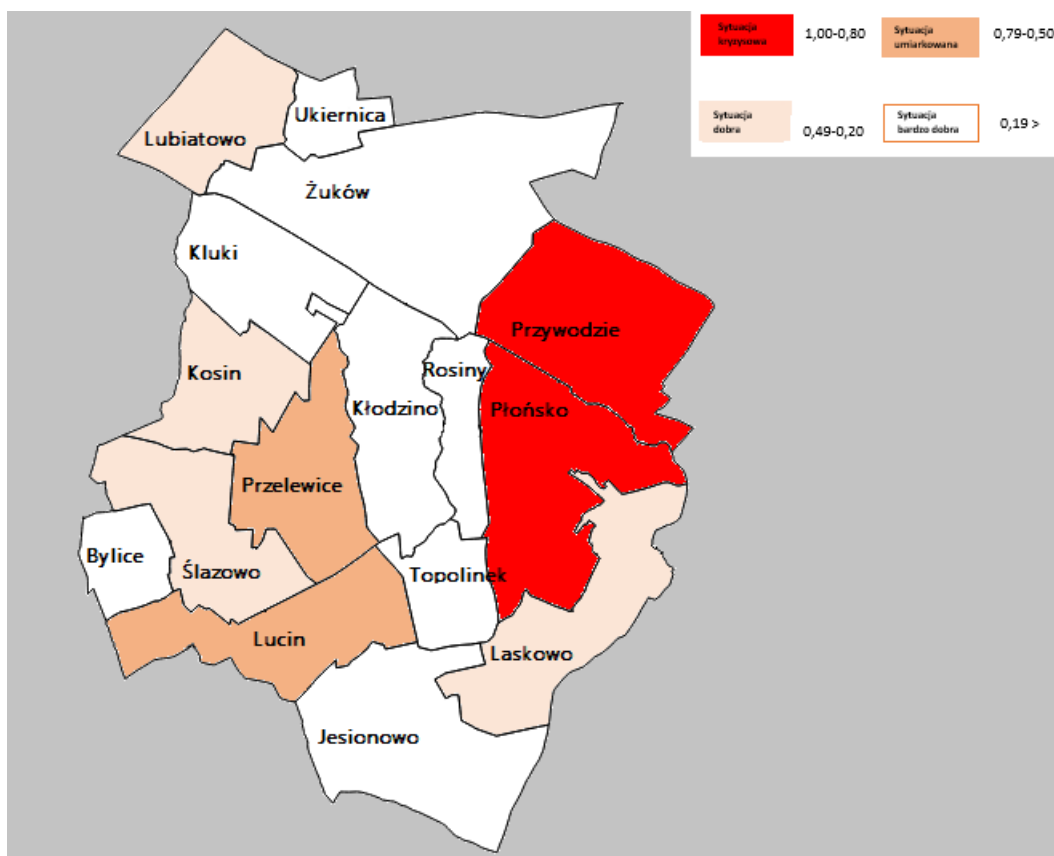 Sytuacja
kryzysowa
1,00-0,80
Sytuacja
umiarkowana
0,79-0,50
Sytuacja
dobra
0,49-0,20
Sytuacja
bardzo dobra
0,19 >
Ukiernica
Lubiatowo
Żuków
Kluki
Przywodzie
Kosin
Rosiny
Kłodzino
Płońsko
Przelewice
Bylice
Ślazowo
Topolinek
Lucin
Laskowo
Jesionowo